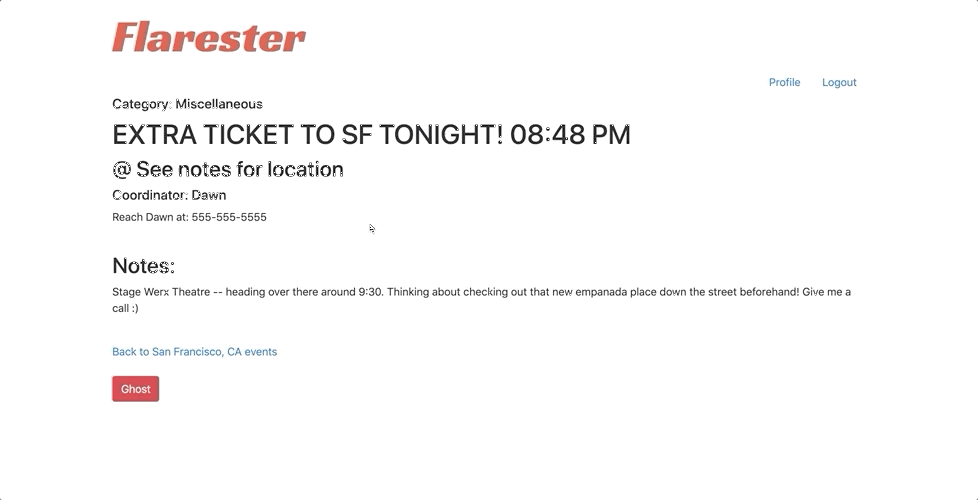 Flarester
Profile Logout
Category: Miscellaneous
EXTRA TICKET TO SF TONIGHT! 08:48 PM
@ See notes for location
Coordinator: Dawn
Reach Dawn at: 555-555-5555
Notes:
Stage Werx Theatre -- heading over there around 9:30. Thinking about checking out that new empanada place down the street beforehand! Give me a
call :)
Back to San Francisco, CA events
Ghost